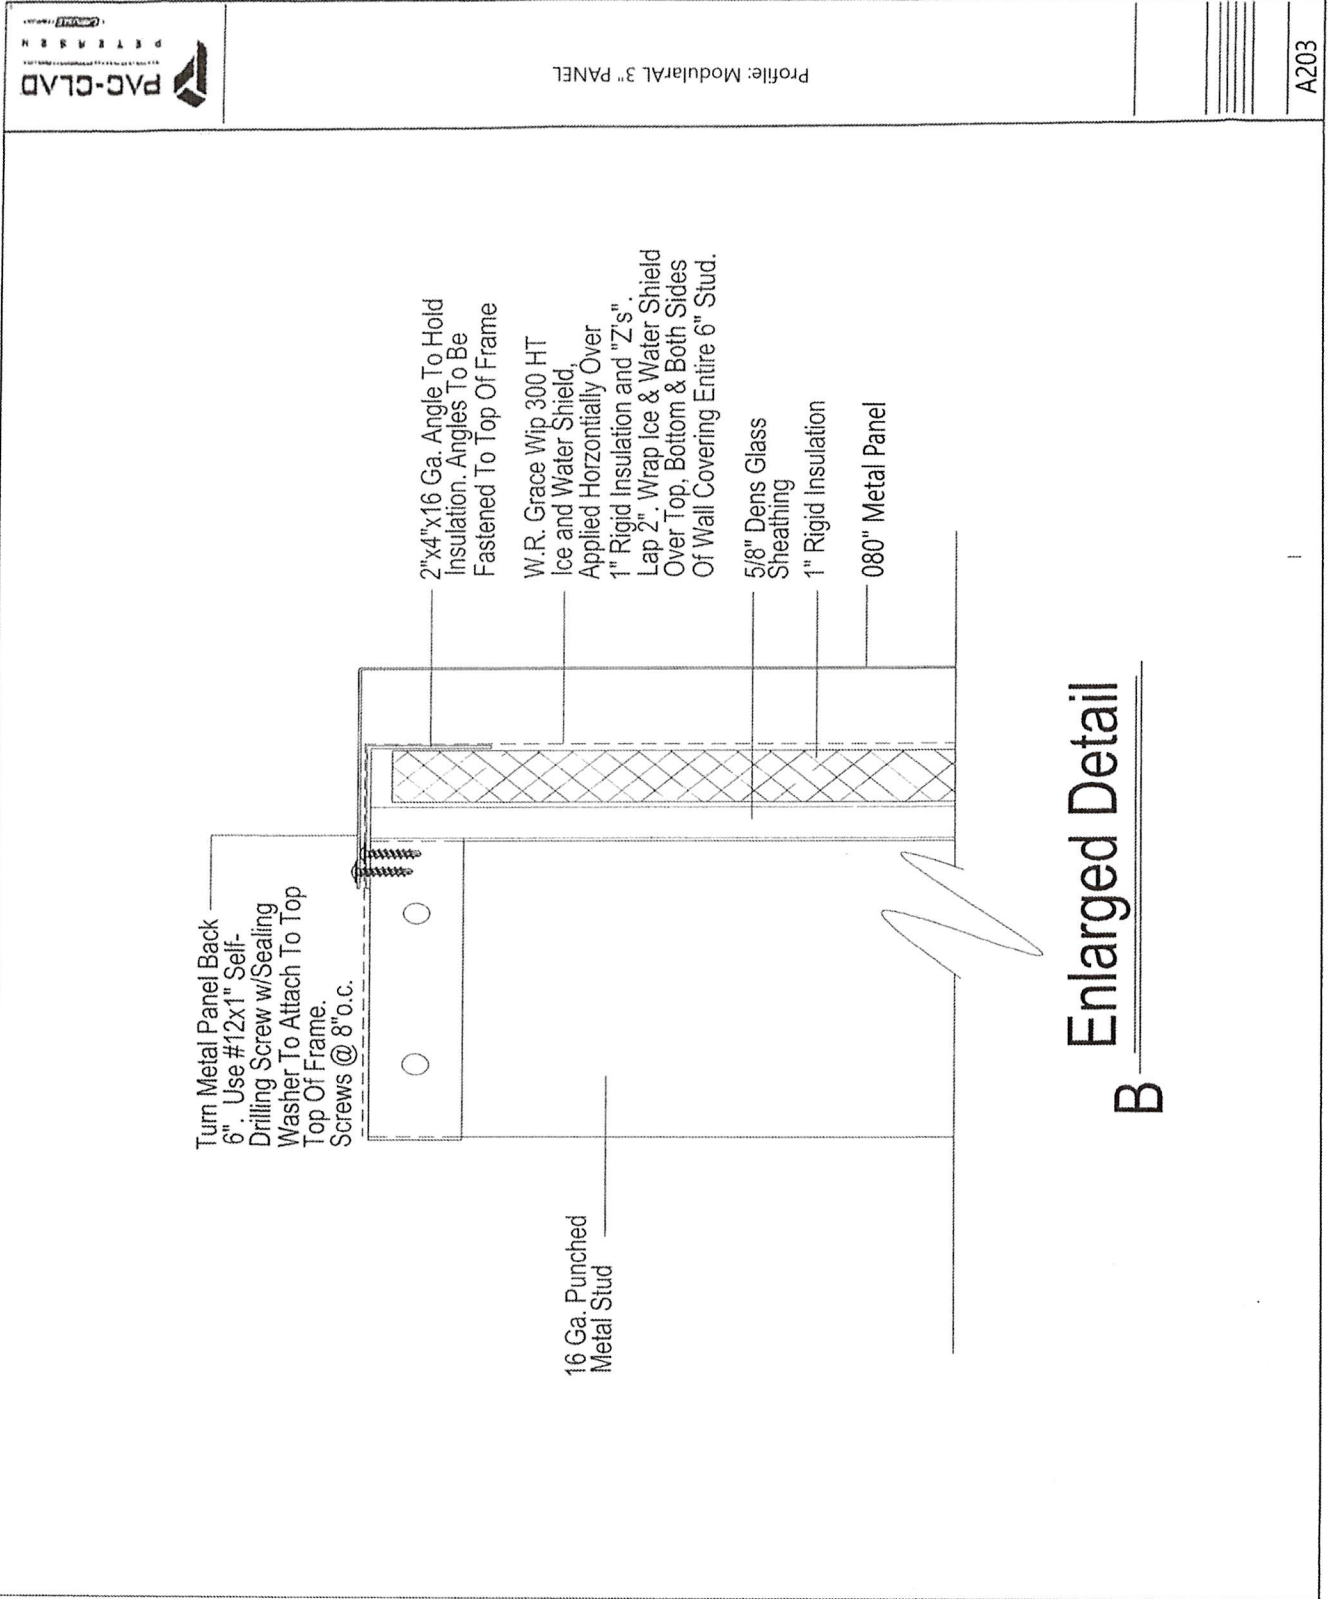 Turn Metal Panel Back
6". Use #12x1" Self-
Drilling Screw w/Sealing
Washer To Attach To Top
Top Of Frame.
Screws @ 8"o.c.
2"x4"x16 Ga. Angle To Hold
Insulation. Angles To Be
Fastened To Top Of Frame
W.R. Grace Wip 300 HT
Ice and Water Shield,
Applied Horzontially Over
1" Rigid Insulation and "Z's".
Lap 2". Wrap Ice & Water Shield
Over Top, Bottom & Both Sides
Of Wall Covering Entire 6" Stud.
5/8" Dens Glass
Sheathing
1" Rigid Insulation
080" Metal Panel
16 Ga. Punched
Metal Stud
B Enlarged Detail
PAC-CLAD
PETERSEN
Profile: ModularAL 3" PANEL
A203